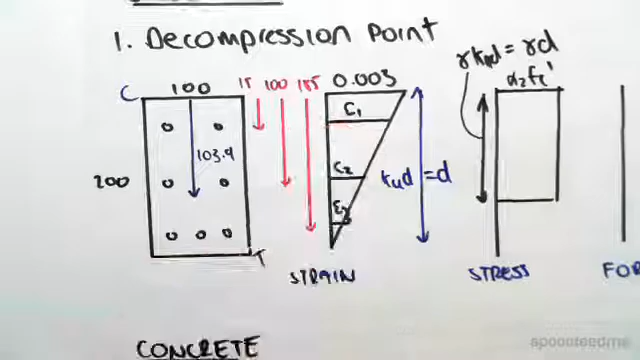 1. Decompression Point
γkud = γd
C 100 15 100 185 0.003 α2fc'
C1
103.9
200 C2 kud = d
ε3
T
STRAIN STRESS FOR
CONCRETE
spoonfeedme